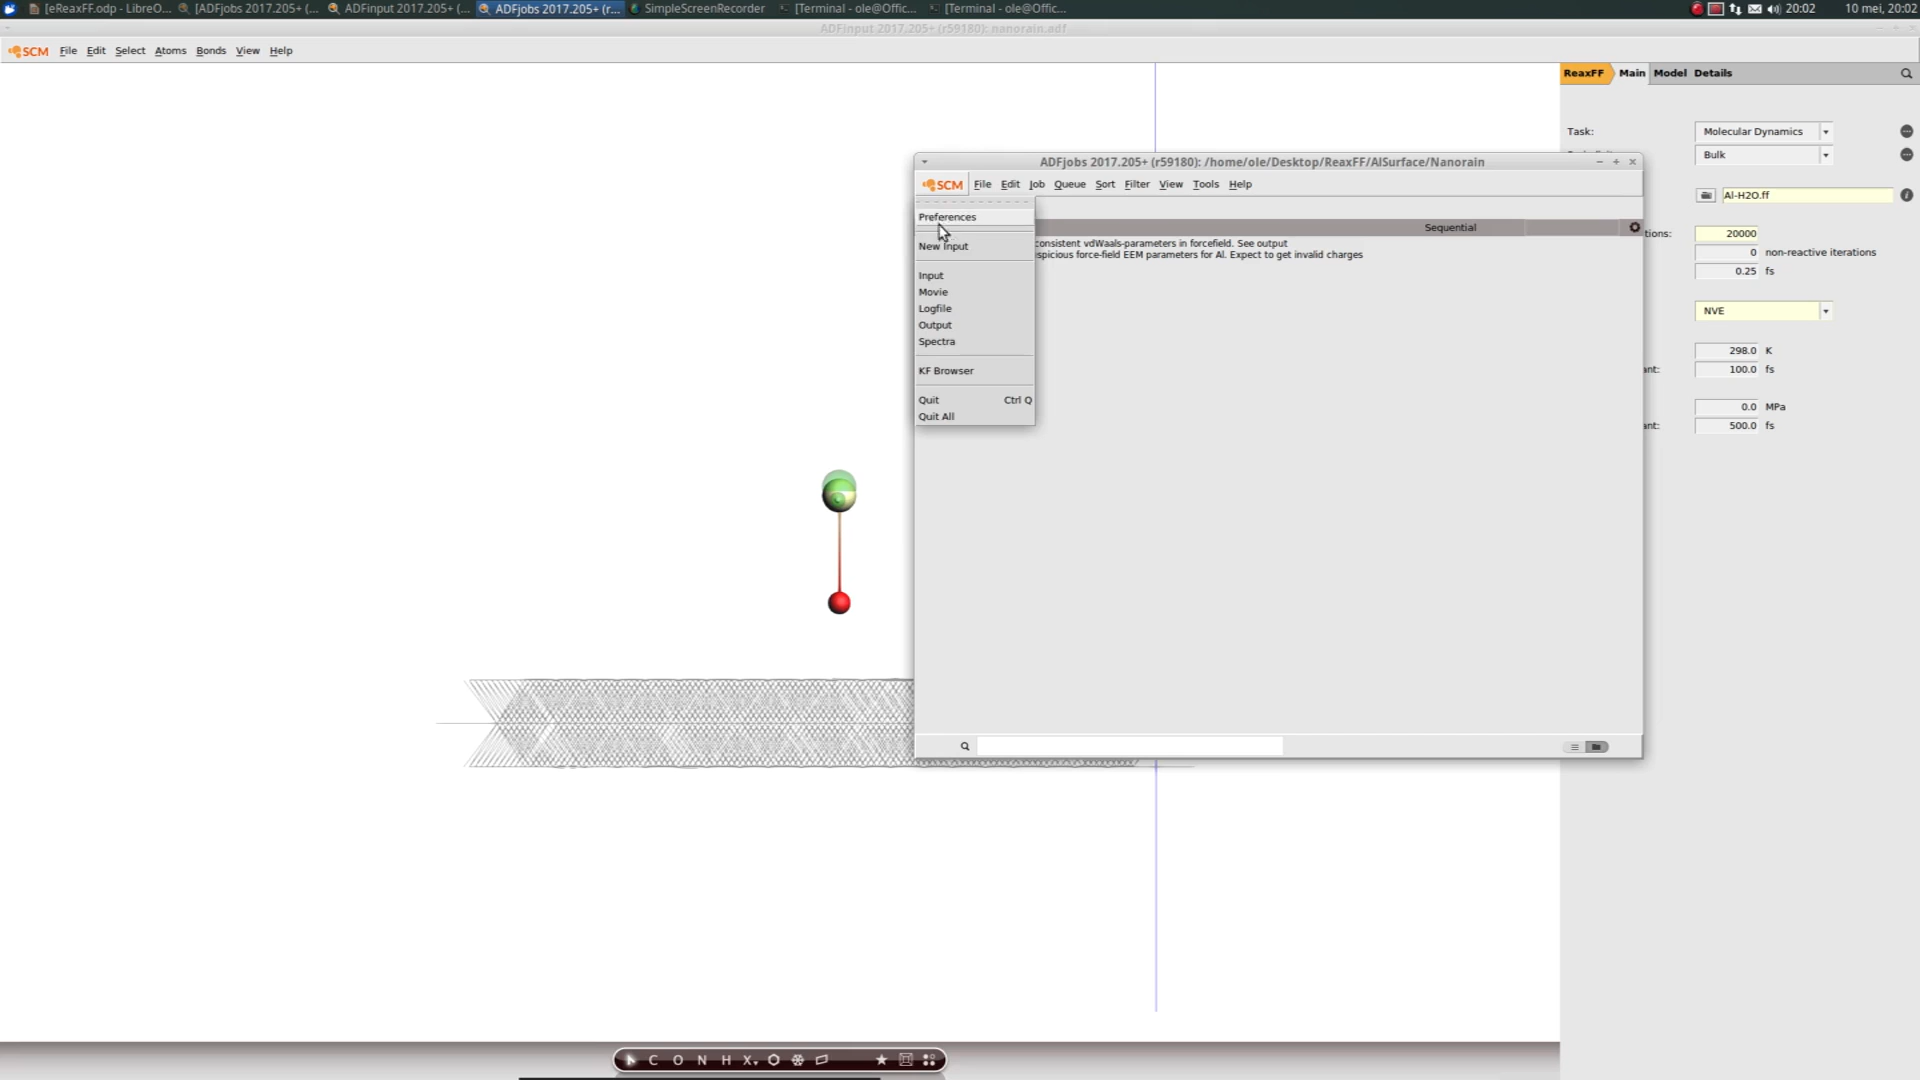 [eReaxFF.odp - LibreO...
[ADFjobs 2017.205+ (...
ADFinput 2017.205+ (...
ADFjobs 2017.205+ (r...
SimpleScreenRecorder
[Terminal - ole@Offic...
[Terminal - ole@Offic...
20:02
10 mei, 20:02
ADFinput 2017.205+ (r59180): nanorain.adf
SCM File Edit Select Atoms Bonds View Help
ReaxFF Main Model Details
Task: Molecular Dynamics
Bulk
Al-H2O.ff
tions: 20000
0 non-reactive iterations
0.25 fs
NVE
298.0 K
ant: 100.0 fs
0.0 MPa
ant: 500.0 fs
ADFjobs 2017.205+ (r59180): /home/ole/Desktop/ReaxFF/AlSurface/Nanorain
SCM File Edit Job Queue Sort Filter View Tools Help
Sequential
consistent vdWaals-parameters in forcefield. See output
spicious force-field EEM parameters for Al. Expect to get invalid charges
Preferences
New Input
Input
Movie
Logfile
Output
Spectra
KF Browser
Quit Ctrl Q
Quit All
C O N H X